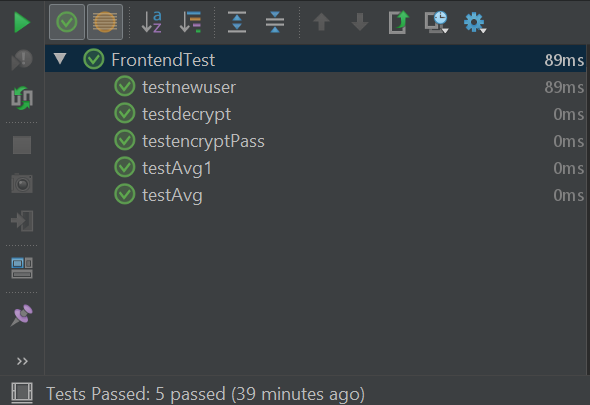 FrontendTest 89ms
testnewuser 89ms
testdecrypt 0ms
testencryptPass 0ms
testAvg1 0ms
testAvg 0ms
Tests Passed: 5 passed (39 minutes ago)